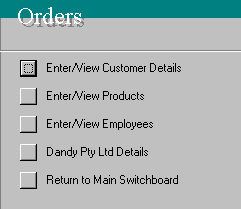 Orders
Enter/View Customer Details
Enter/View Products
Enter/View Employees
Dandy Pty Ltd Details
Return to Main Switchboard